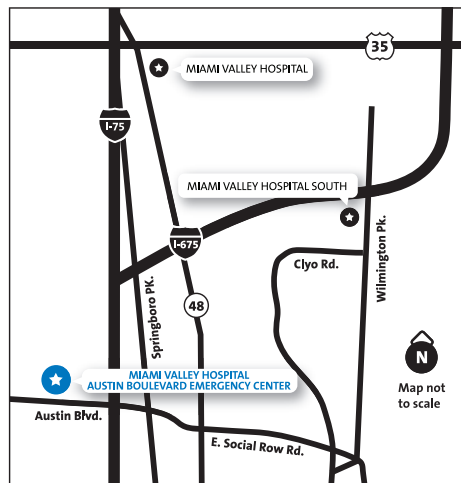 35
MIAMI VALLEY HOSPITAL
I-75
MIAMI VALLEY HOSPITAL SOUTH
I-675
Clyo Rd.
Wilmington Pk.
Springboro Pk.
48
N
Map not
to scale
MIAMI VALLEY HOSPITAL
AUSTIN BOULEVARD EMERGENCY CENTER
Austin Blvd.
E. Social Row Rd.